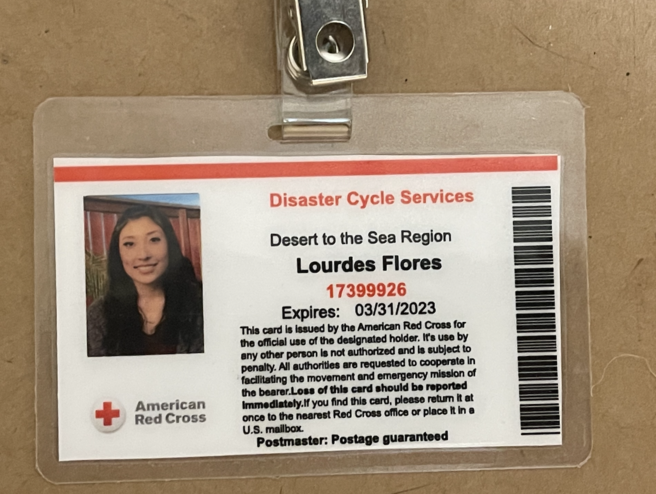 Disaster Cycle Services
Desert to the Sea Region
Lourdes Flores
17399926
Expires: 03/31/2023
This card is issued by the American Red Cross for
the official use of the designated holder. It's use by
any other person is not authorized and is subject to
penalty. All authorities are requested to cooperate in
facilitating the movement and emergency mission of
the bearer.Loss of this card should be reported
immediately.If you find this card, please return it at
once to the nearest Red Cross office or place it in a
U.S. mailbox.
Postmaster: Postage guaranteed
American
Red Cross